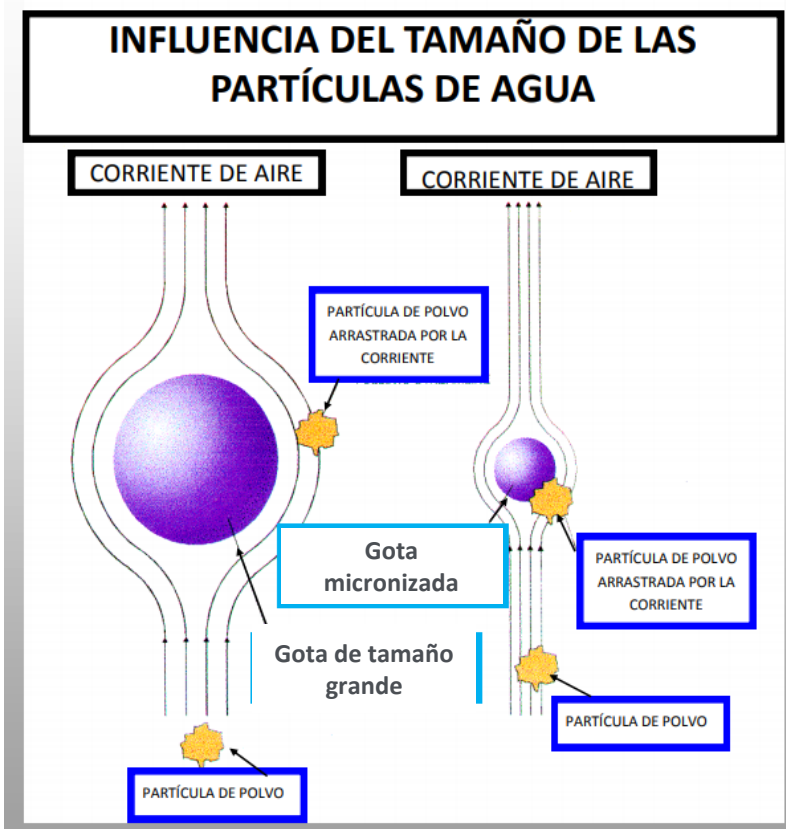 INFLUENCIA DEL TAMAÑO DE LAS
PARTÍCULAS DE AGUA
CORRIENTE DE AIRE
CORRIENTE DE AIRE
PARTÍCULA DE POLVO
ARRASTRADA POR LA
CORRIENTE
Gota
micronizada
PARTÍCULA DE POLVO
ARRASTRADA POR LA
CORRIENTE
Gota de tamaño
grande
PARTÍCULA DE POLVO
PARTÍCULA DE POLVO